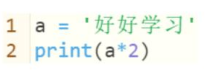 1 a = '好好学习'
2 print(a*2)